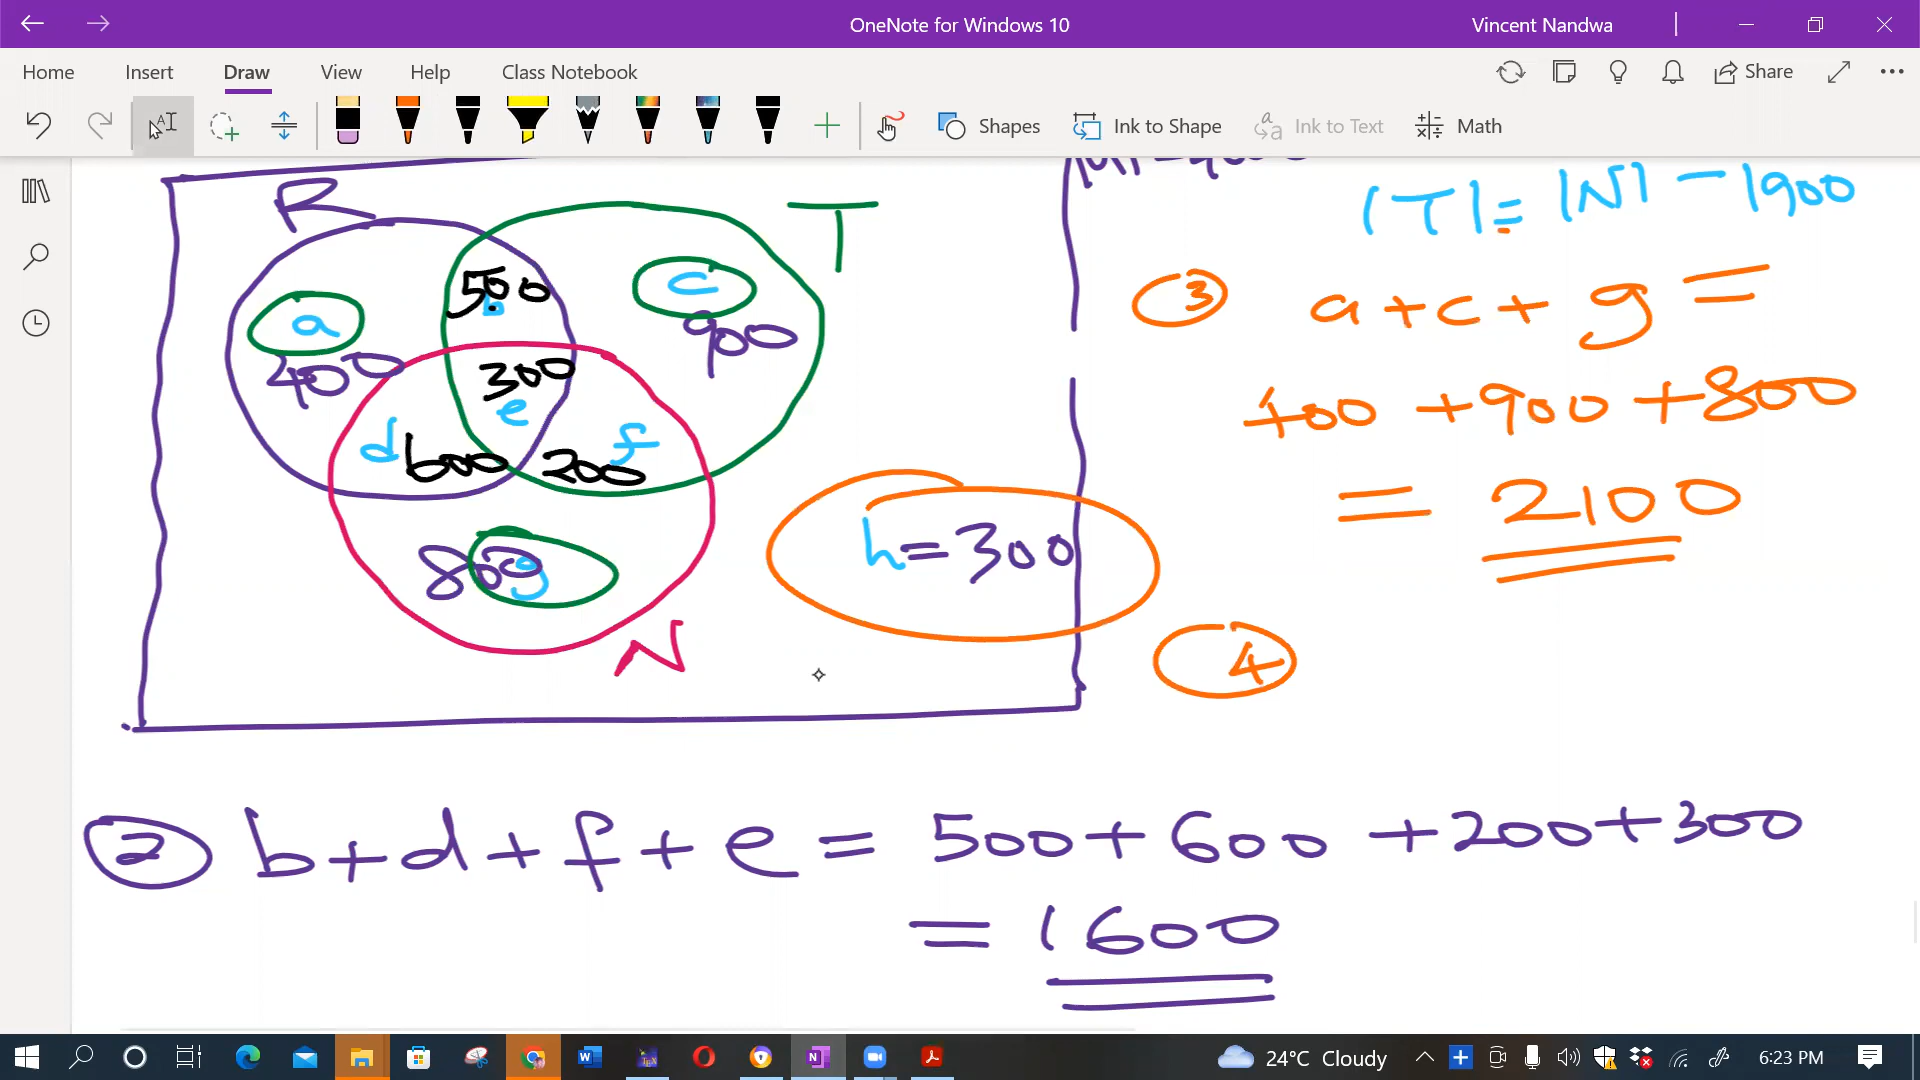 OneNote for Windows 10
Vincent Nandwa
Home Insert Draw View Help Class Notebook
Share
Shapes Ink to Shape Ink to Text Math
R
T
|T| = |N| - 1900
500
b
c
900
a
400
③ a + c + g =
300
e
400 + 900 + 800
d 600
f
200
= 2100
h = 300
800
g
N
④
② b + d + f + e = 500 + 600 + 200 + 300
= 1600
24°C Cloudy
6:23 PM